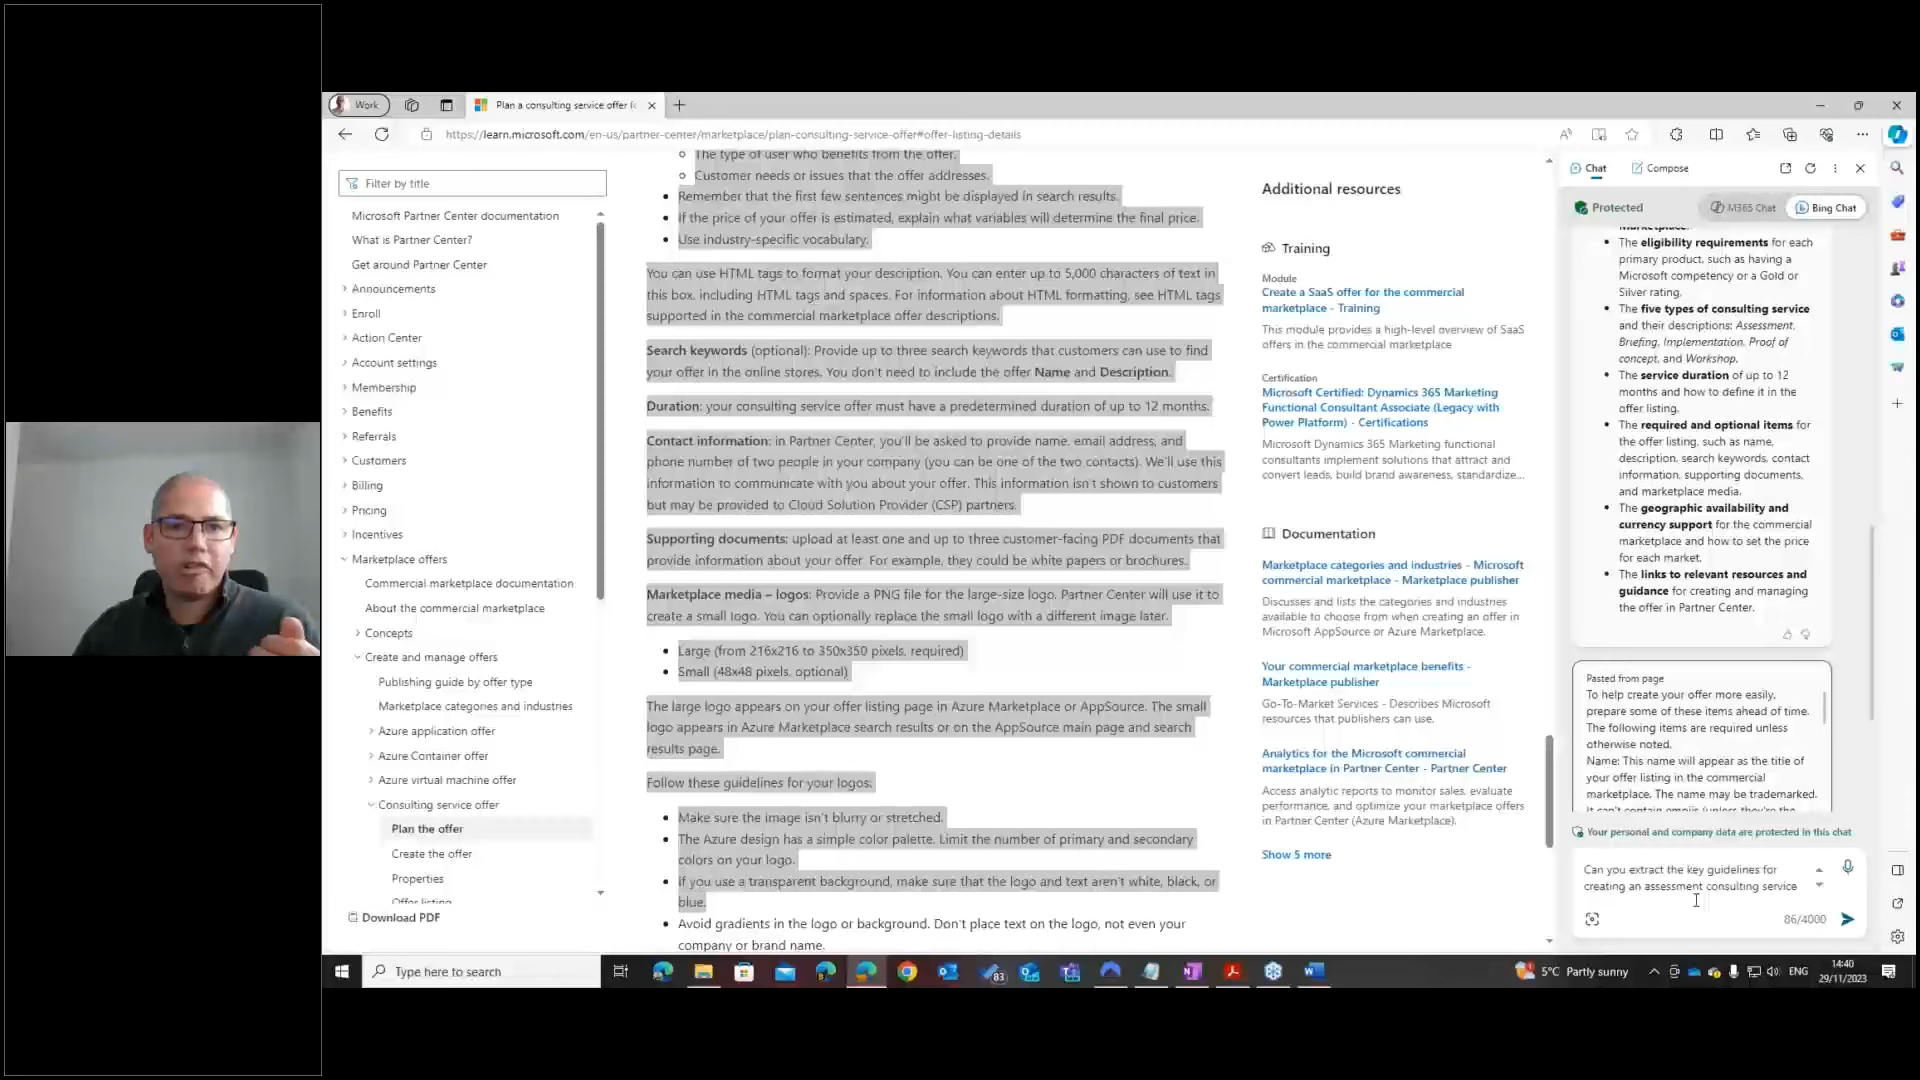 Work
Plan a consulting service offer fo
https://learn.microsoft.com/en-us/partner-center/marketplace/plan-consulting-service-offer#offer-listing-details
Filter by title
Microsoft Partner Center documentation
What is Partner Center?
Get around Partner Center
Announcements
Enroll
Action Center
Account settings
Membership
Benefits
Referrals
Customers
Billing
Pricing
Incentives
Marketplace offers
Commercial marketplace documentation
About the commercial marketplace
Concepts
Create and manage offers
Publishing guide by offer type
Marketplace categories and industries
Azure application offer
Azure Container offer
Azure virtual machine offer
Consulting service offer
Plan the offer
Create the offer
Properties
Offer listing
Download PDF
The type of user who benefits from the offer.
Customer needs or issues that the offer addresses.
Remember that the first few sentences might be displayed in search results.
If the price of your offer is estimated, explain what variables will determine the final price.
Use industry-specific vocabulary.
You can use HTML tags to format your description. You can enter up to 5,000 characters of text in
this box, including HTML tags and spaces. For information about HTML formatting, see HTML tags
supported in the commercial marketplace offer descriptions.
Search keywords (optional): Provide up to three search keywords that customers can use to find
your offer in the online stores. You don't need to include the offer Name and Description.
Duration: your consulting service offer must have a predetermined duration of up to 12 months.
Contact information: in Partner Center, you'll be asked to provide name, email address, and
phone number of two people in your company (you can be one of the two contacts). We'll use this
information to communicate with you about your offer. This information isn't shown to customers
but may be provided to Cloud Solution Provider (CSP) partners.
Supporting documents: upload at least one and up to three customer-facing PDF documents that
provide information about your offer. For example, they could be white papers or brochures.
Marketplace media – logos: Provide a PNG file for the large-size logo. Partner Center will use it to
create a small logo. You can optionally replace the small logo with a different image later.
Large (from 216x216 to 350x350 pixels, required)
Small (48x48 pixels, optional)
The large logo appears on your offer listing page in Azure Marketplace or AppSource. The small
logo appears in Azure Marketplace search results or on the AppSource main page and search
results page.
Follow these guidelines for your logos:
Make sure the image isn't blurry or stretched.
The Azure design has a simple color palette. Limit the number of primary and secondary
colors on your logo.
If you use a transparent background, make sure that the logo and text aren't white, black, or
blue.
Avoid gradients in the logo or background. Don't place text on the logo, not even your
company or brand name.
Additional resources
Training
Module
Create a SaaS offer for the commercial
marketplace - Training
This module provides a high-level overview of SaaS
offers in the commercial marketplace
Certification
Microsoft Certified: Dynamics 365 Marketing
Functional Consultant Associate (Legacy with
Power Platform) - Certifications
Microsoft Dynamics 365 Marketing functional
consultants implement solutions that attract and
convert leads, build brand awareness, standardize...
Documentation
Marketplace categories and industries - Microsoft
commercial marketplace - Marketplace publisher
Discusses and lists the categories and industries
available to choose from when creating an offer in
Microsoft AppSource or Azure Marketplace.
Your commercial marketplace benefits -
Marketplace publisher
Go-To-Market Services - Describes Microsoft
resources that publishers can use.
Analytics for the Microsoft commercial
marketplace in Partner Center - Partner Center
Access analytic reports to monitor sales, evaluate
performance, and optimize your marketplace offers
in Partner Center (Azure Marketplace).
Show 5 more
Chat
Compose
Protected
M365 Chat
Bing Chat
Marketplace.
The eligibility requirements for each
primary product, such as having a
Microsoft competency or a Gold or
Silver rating.
The five types of consulting service
and their descriptions: Assessment,
Briefing, Implementation, Proof of
concept, and Workshop.
The service duration of up to 12
months and how to define it in the
offer listing.
The required and optional items for
the offer listing, such as name,
description, search keywords, contact
information, supporting documents,
and marketplace media.
The geographic availability and
currency support for the commercial
marketplace and how to set the price
for each market.
The links to relevant resources and
guidance for creating and managing
the offer in Partner Center.
Pasted from page
To help create your offer more easily,
prepare some of these items ahead of time.
The following items are required unless
otherwise noted.
Name: This name will appear as the title of
your offer listing in the commercial
marketplace. The name may be trademarked.
It can't contain emojis (unless they're the
Your personal and company data are protected in this chat
Can you extract the key guidelines for
creating an assessment consulting service
86/4000
Type here to search
83
5°C Partly sunny
ENG
14:40
29/11/2023